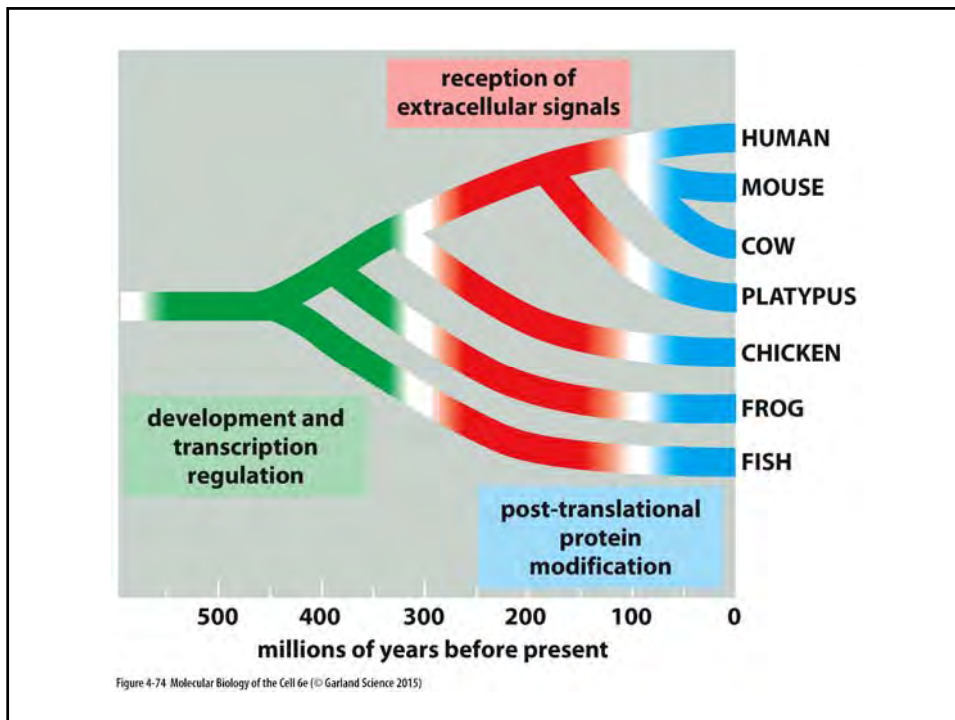 reception of
extracellular signals
HUMAN
MOUSE
COW
PLATYPUS
CHICKEN
FROG
FISH
development and
transcription
regulation
post-translational
protein
modification
500 400 300 200 100 0
millions of years before present
Figure 4-74 Molecular Biology of the Cell 6e (© Garland Science 2015)